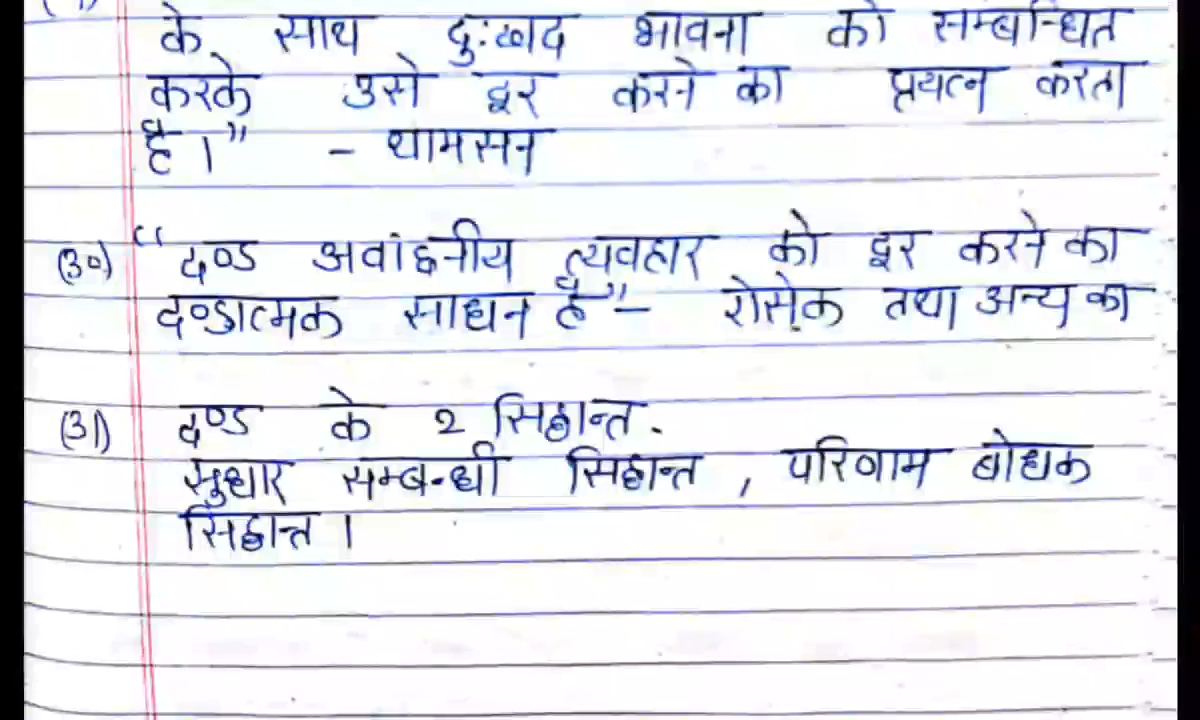 के साथ दुःखद भावना को सम्बन्धित
करके उसे दूर करने का प्रयत्न करता
है।” – थामसन
(30) “दण्ड अवांछनीय व्यवहार को दूर करने का
दण्डात्मक साधन है” – रोसेक तथा अन्य का
(31) दण्ड के 2 सिद्धान्त.
सुधार सम्बन्धी सिद्धान्त , परिणाम बोधक
सिद्धान्त ।